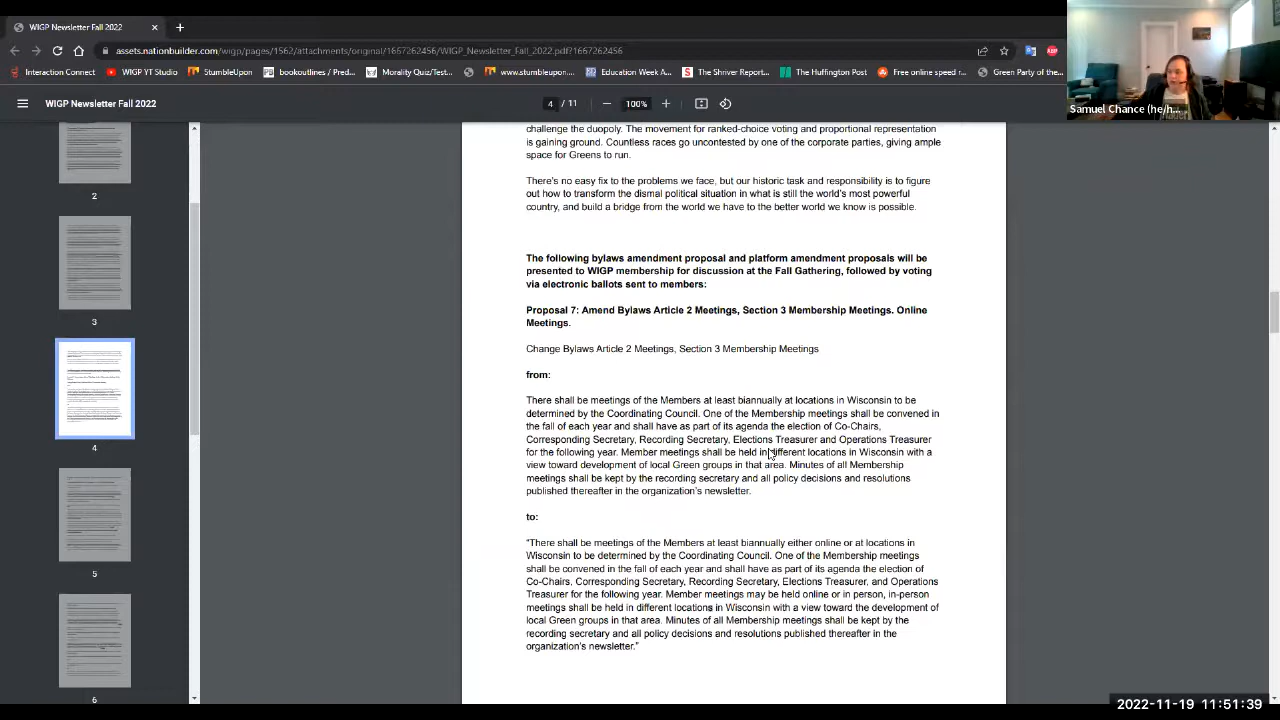 WIGP Newsletter Fall 2022
assets.nationbuilder.com/wigp/pages/1562/attachments/original/1667262456/WIGP_Newsletter_Fall_2022.pdf?1667262456
Interaction Connect
WIGP YT Studio
StumbleUpon
bookoutlines / Pred...
Morality Quiz/Test...
www.stumbleupon...
Education Week A...
The Shriver Report...
The Huffington Post
Free online speed r...
Green Party of the
Samuel Chance (he/h...
WIGP Newsletter Fall 2022
4 / 11
100%
2
3
4
5
6
challenge the duopoly. The movement for ranked-choice voting and proportional representation
is gaining ground. Countless races go uncontested by one of the corporate parties, giving ample
space for Greens to run.
There's no easy fix to the problems we face, but our historic task and responsibility is to figure
out how to transform the dismal political situation in what is still the world's most powerful
country, and build a bridge from the world we have to the better world we know is possible.
The following bylaws amendment proposal and platform amendment proposals will be
presented to WIGP membership for discussion at the Fall Gathering, followed by voting
via electronic ballots sent to members:
Proposal 7: Amend Bylaws Article 2 Meetings, Section 3 Membership Meetings. Online
Meetings.
Change Bylaws Article 2 Meetings, Section 3 Membership Meetings
from:
There shall be meetings of the Members at least biannually at locations in Wisconsin to be
determined by the Coordinating Council. One of the Membership meetings shall be convened in
the fall of each year and shall have as part of its agenda the election of Co-Chairs,
Corresponding Secretary, Recording Secretary, Elections Treasurer and Operations Treasurer
for the following year. Member meetings shall be held in different locations in Wisconsin with a
view toward development of local Green groups in that area. Minutes of all Membership
meetings shall be kept by the recording secretary and all policy decisions and resolutions
published thereafter in the organization's newsletter.
to:
"There shall be meetings of the Members at least biannually either online or at locations in
Wisconsin to be determined by the Coordinating Council. One of the Membership meetings
shall be convened in the fall of each year and shall have as part of its agenda the election of
Co-Chairs, Corresponding Secretary, Recording Secretary, Elections Treasurer, and Operations
Treasurer for the following year. Member meetings may be held online or in person, in-person
meetings shall be held in different locations in Wisconsin with a view toward the development of
local Green groups in that area. Minutes of all Membership meetings shall be kept by the
recording secretary and all policy decisions and resolutions published thereafter in the
organization's newsletter."
2022-11-19 11:51:39